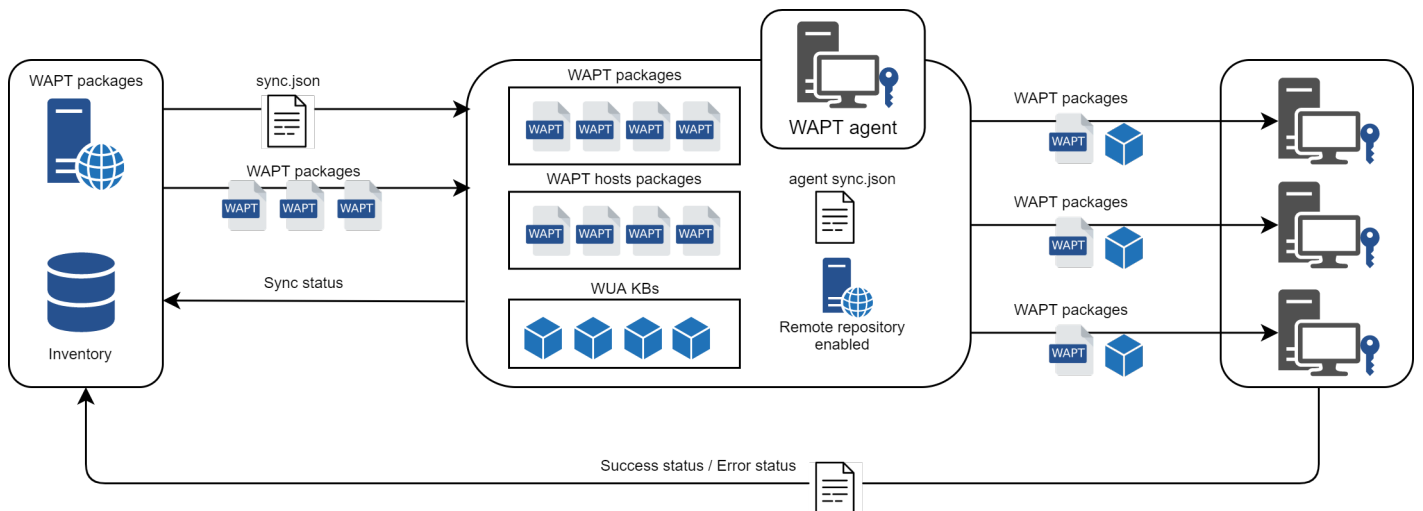 WAPT packages
Inventory
sync.json
WAPT packages
WAPT
WAPT
WAPT
Sync status
WAPT packages
WAPT
WAPT
WAPT
WAPT
WAPT hosts packages
WAPT
WAPT
WAPT
WAPT
WUA KBs
WAPT agent
agent sync.json
Remote repository
enabled
WAPT packages
WAPT
WAPT packages
WAPT
WAPT packages
WAPT
Success status / Error status